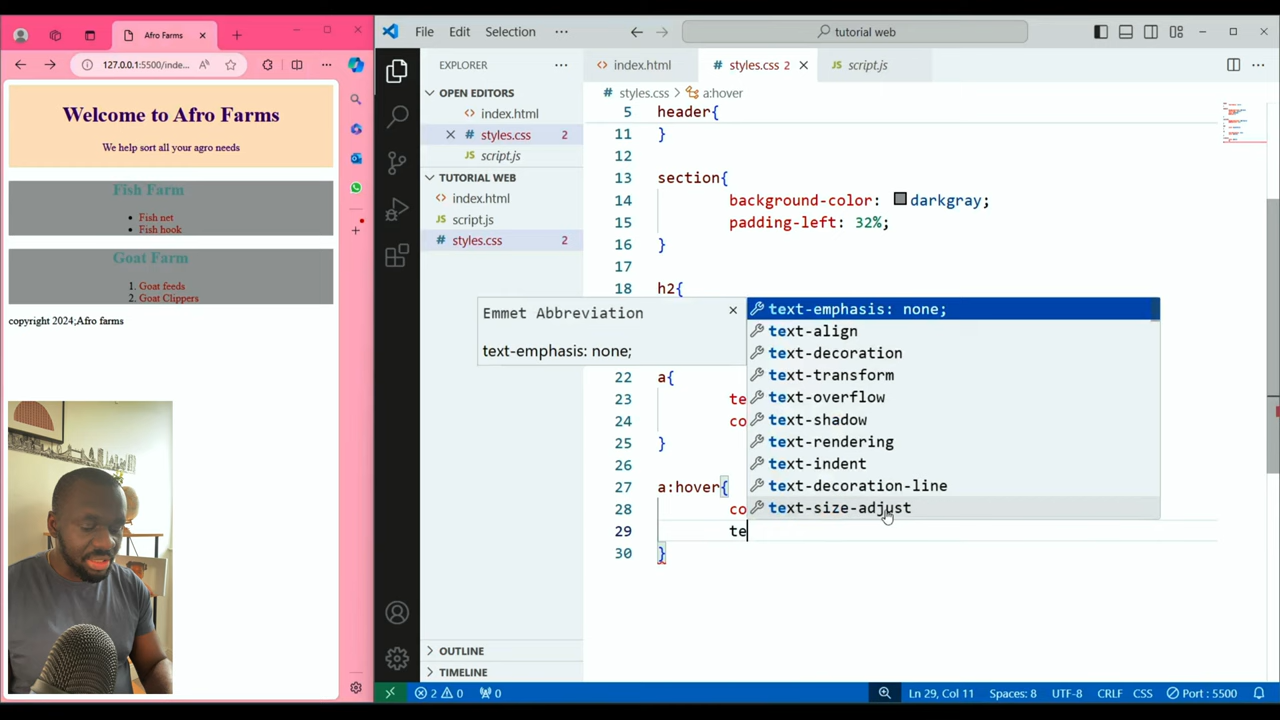 Afro Farms
127.0.0.1:5500/inde...
Welcome to Afro Farms
We help sort all your agro needs
Fish Farm
Fish net
Fish hook
Goat Farm
1. Goat feeds
2. Goat Clippers
copyright 2024;Afro farms
File Edit Selection
tutorial web
EXPLORER
OPEN EDITORS
index.html
styles.css 2
script.js
TUTORIAL WEB
index.html
script.js
styles.css 2
OUTLINE
TIMELINE
index.html
styles.css 2
script.js
styles.css > a:hover
5 header{
11 }
12
13 section{
14 background-color: darkgray;
15 padding-left: 32%;
16 }
17
18 h2{
22 a{
23 te
24 co
25 }
26
27 a:hover{
28 co
29 te
30 }
Emmet Abbreviation
text-emphasis: none;
text-emphasis: none;
text-align
text-decoration
text-transform
text-overflow
text-shadow
text-rendering
text-indent
text-decoration-line
text-size-adjust
2 0 0
Ln 29, Col 11 Spaces: 8 UTF-8 CRLF CSS Port : 5500